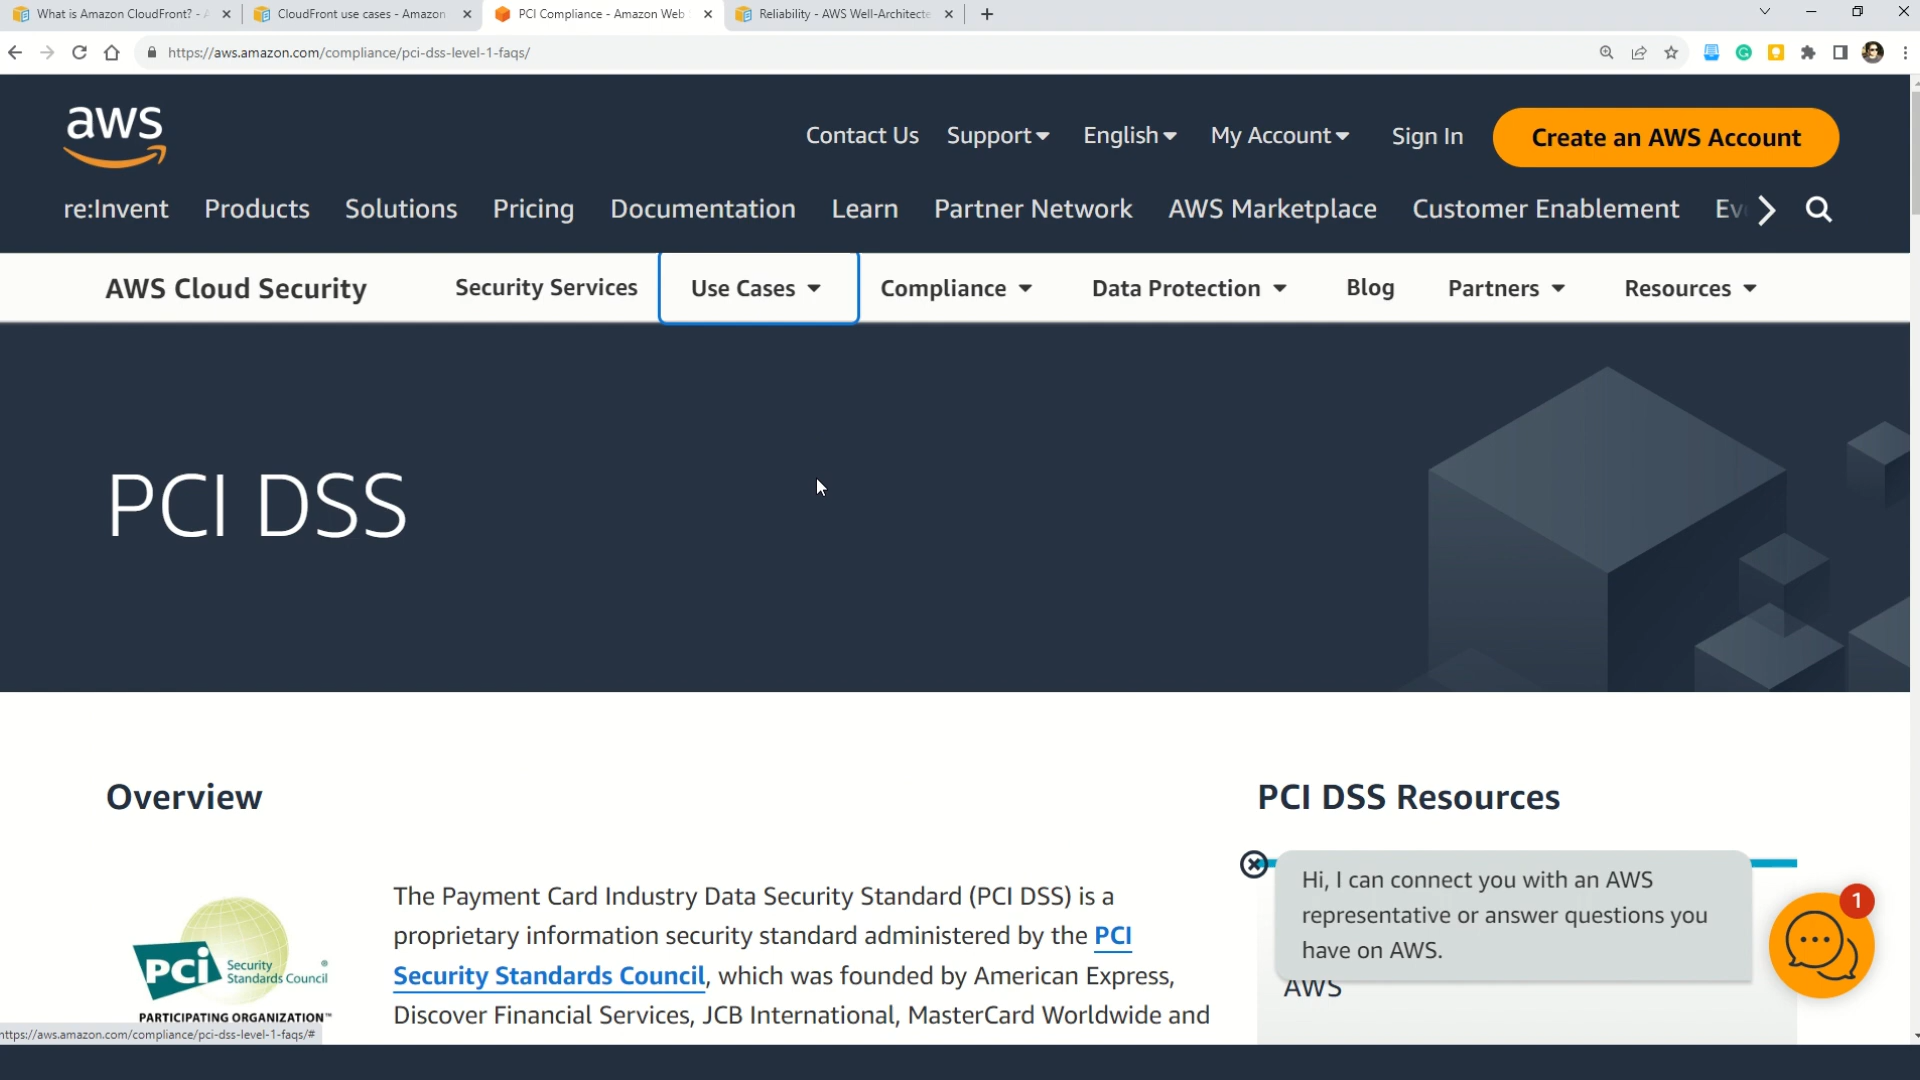 What is Amazon CloudFront? -
CloudFront use cases - Amazon
PCI Compliance - Amazon Web
Reliability - AWS Well-Architecte
https://aws.amazon.com/compliance/pci-dss-level-1-faqs/
aws
Contact Us
Support
English
My Account
Sign In
Create an AWS Account
re:Invent
Products
Solutions
Pricing
Documentation
Learn
Partner Network
AWS Marketplace
Customer Enablement
Ev
AWS Cloud Security
Security Services
Use Cases
Compliance
Data Protection
Blog
Partners
Resources
PCI DSS
Overview
PCI Security Standards Council ®
PARTICIPATING ORGANIZATION™
The Payment Card Industry Data Security Standard (PCI DSS) is a
proprietary information security standard administered by the PCI
Security Standards Council, which was founded by American Express,
Discover Financial Services, JCB International, MasterCard Worldwide and
PCI DSS Resources
Hi, I can connect you with an AWS
representative or answer questions you
have on AWS.
1
AWS
https://aws.amazon.com/compliance/pci-dss-level-1-faqs/#